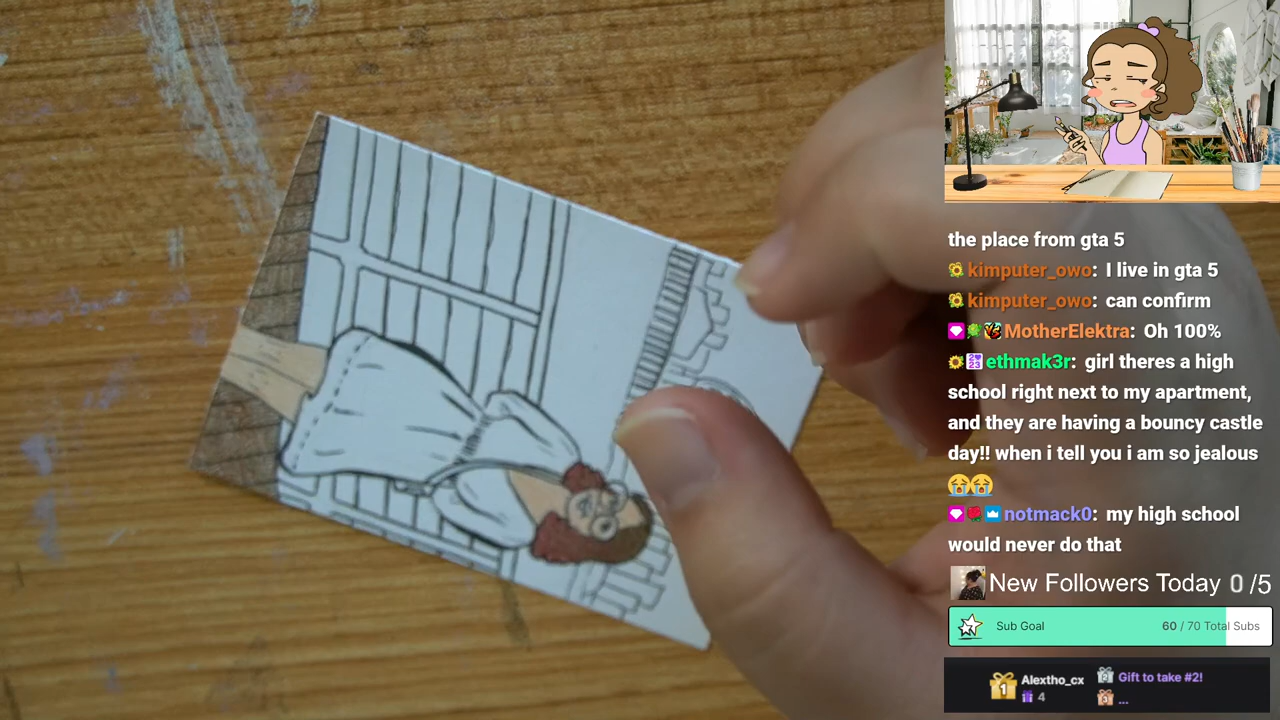 the place from gta 5
kimputer_owo: I live in gta 5
kimputer_owo: can confirm
MotherElektra: Oh 100%
ethmak3r: girl theres a high
school right next to my apartment,
and they are having a bouncy castle
day!! when i tell you i am so jealous
notmack0: my high school
would never do that
New Followers Today 0 /5
Sub Goal 60 / 70 Total Subs
1 Alextho_cx
4
Gift to take #2!
...